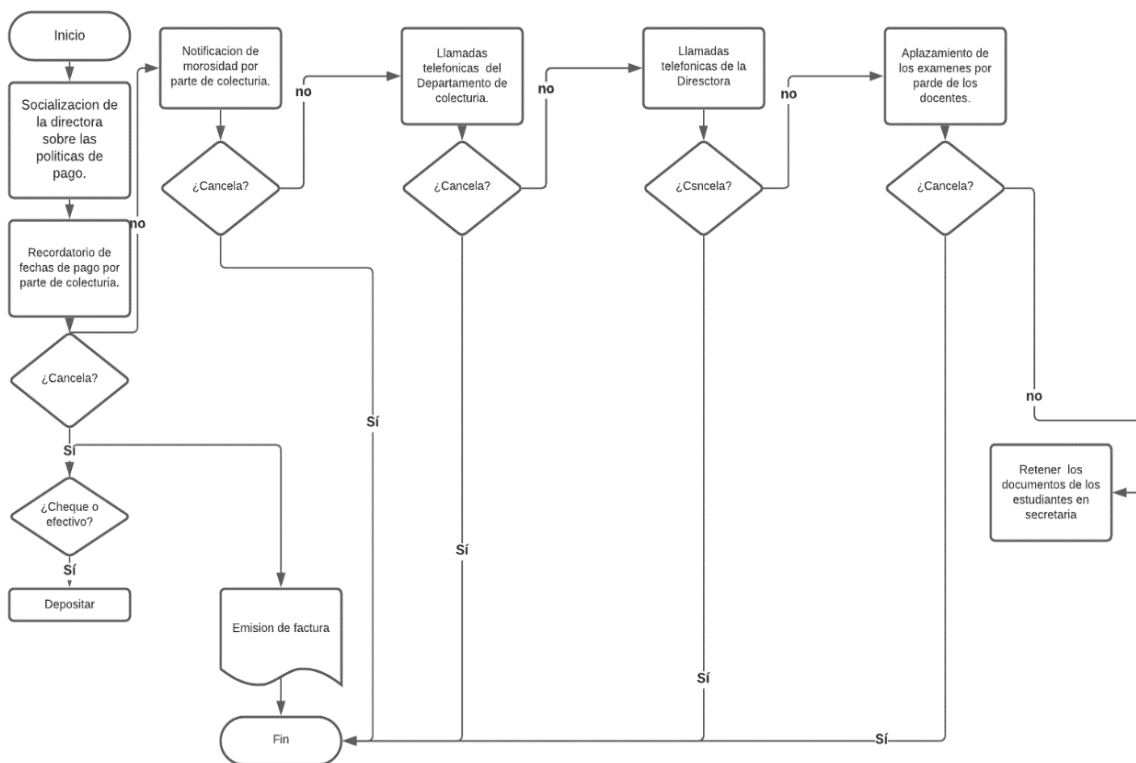 Inicio
Socializacion de
la directora
sobre las
politicas de
pago.
Recordatorio de
fechas de pago por
parte de colecturia.
¿Cancela?
no
Sí
¿Cheque o
efectivo?
Sí
Depositar
Emision de factura
Fin
Notificacion de
morosidad por
parte de colecturia.
¿Cancela?
no
Sí
Llamadas
telefonicas del
Departamento de
colecturia.
¿Cancela?
no
Sí
Llamadas
telefonicas de la
Diresctora
¿Csncela?
no
Sí
Aplazamiento de
los examenes por
parde de los
docentes.
¿Cancela?
no
Sí
Retener los
documentos de los
estudiantes en
secretaria